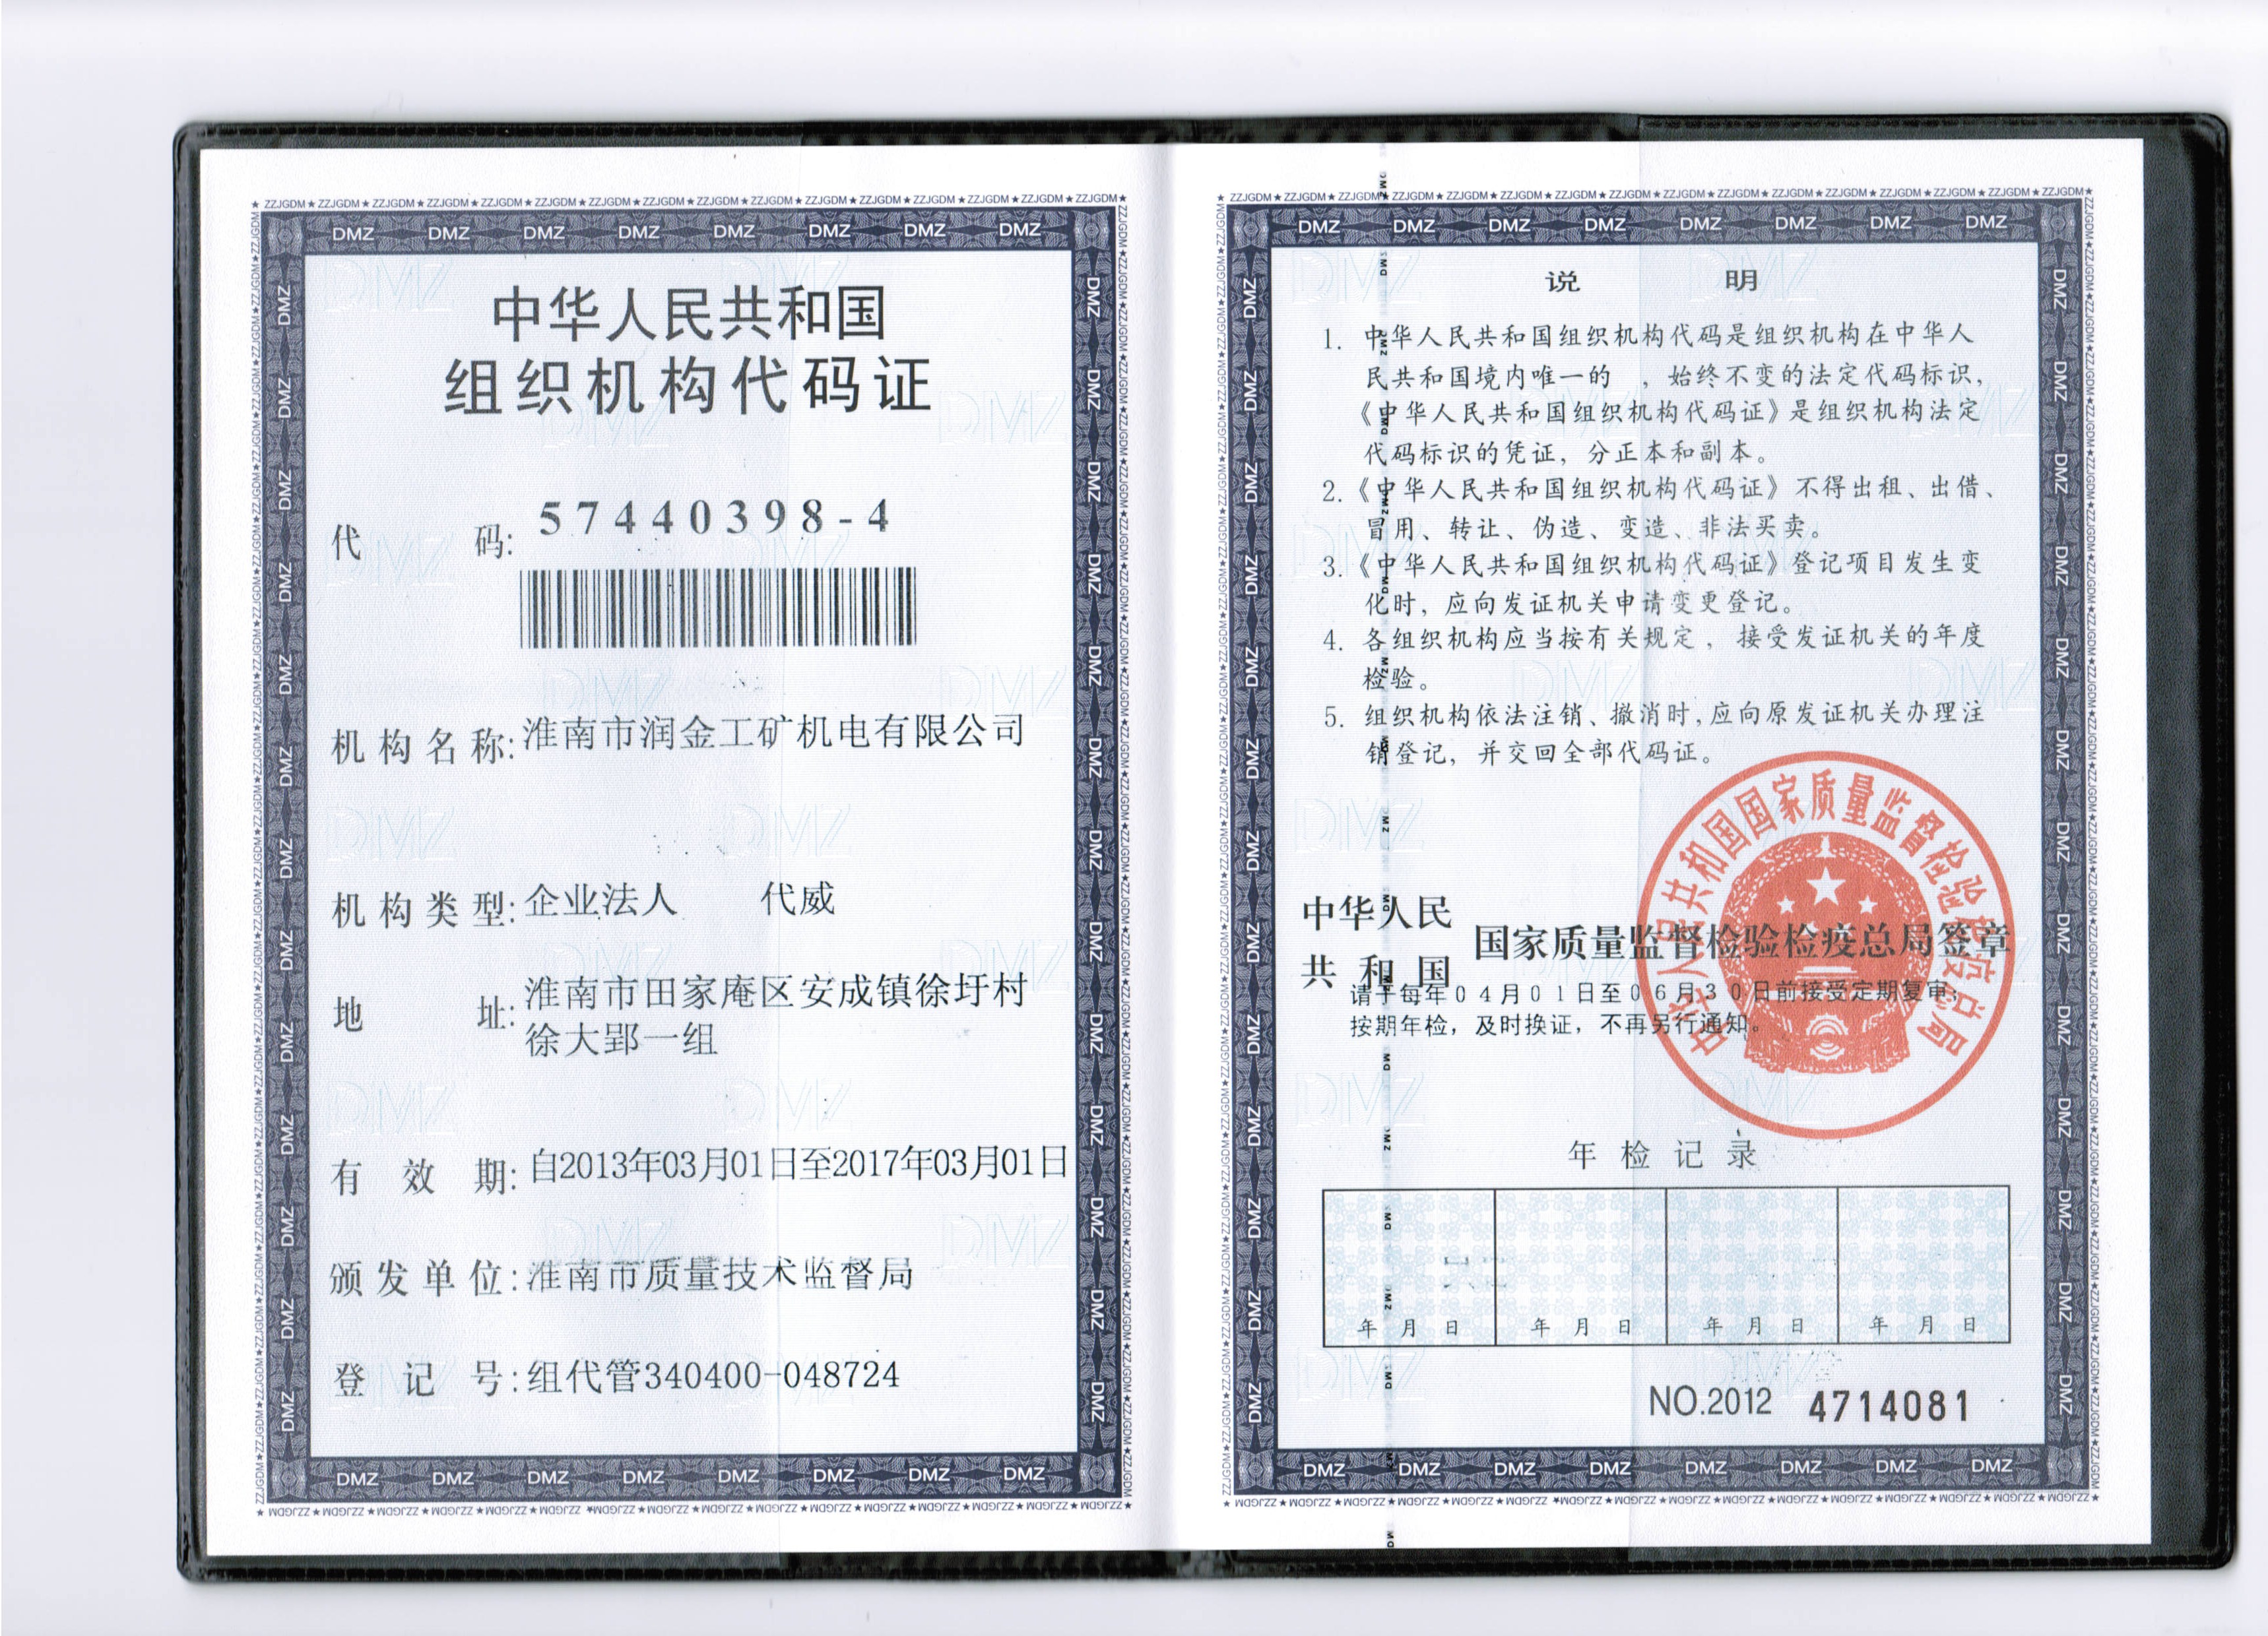 中华人民共和国
组织机构代码证
代码: 57440398-4
机构名称: 淮南市润金工矿机电有限公司
机构类型: 企业法人 代威
地址: 淮南市田家庵区安成镇徐圩村
徐大郢一组
有效期: 自2013年03月01日至2017年03月01日
颁发单位: 淮南市质量技术监督局
登记号: 组代管340400-048724
说明
1. 中华人民共和国组织机构代码是组织机构在中华人
民共和国境内唯一的 ,始终不变的法定代码标识,
《中华人民共和国组织机构代码证》是组织机构法定
代码标识的凭证,分正本和副本。
2.《中华人民共和国组织机构代码证》不得出租、出借、
冒用、转让、伪造、变造、非法买卖。
3.《中华人民共和国组织机构代码证》登记项目发生变
化时,应向发证机关申请变更登记。
4. 各组织机构应当按有关规定,接受发证机关的年度
检验。
5. 组织机构依法注销、撤消时,应向原发证机关办理注
销登记,并交回全部代码证。
中华人民
共和国
国家质量监督检验检疫总局签章
中华人民共和国国家质量监督检验检疫总局
请于每年04月01日至06月30日前接受定期复审;
按期年检,及时换证,不再另行通知。
年检记录
年 月 日 年 月 日 年 月 日 年 月 日
NO.2012 4714081